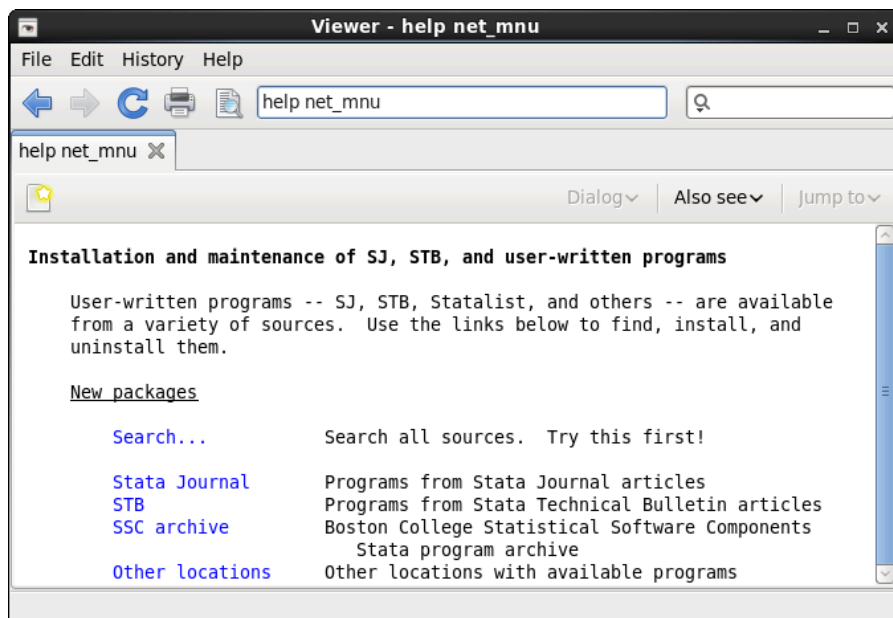 Viewer - help net_mnu
File Edit History Help
help net_mnu
help net_mnu
Dialog Also see Jump to
Installation and maintenance of SJ, STB, and user-written programs
User-written programs -- SJ, STB, Statalist, and others -- are available
from a variety of sources. Use the links below to find, install, and
uninstall them.
New packages
Search... Search all sources. Try this first!
Stata Journal Programs from Stata Journal articles
STB Programs from Stata Technical Bulletin articles
SSC archive Boston College Statistical Software Components
Stata program archive
Other locations Other locations with available programs